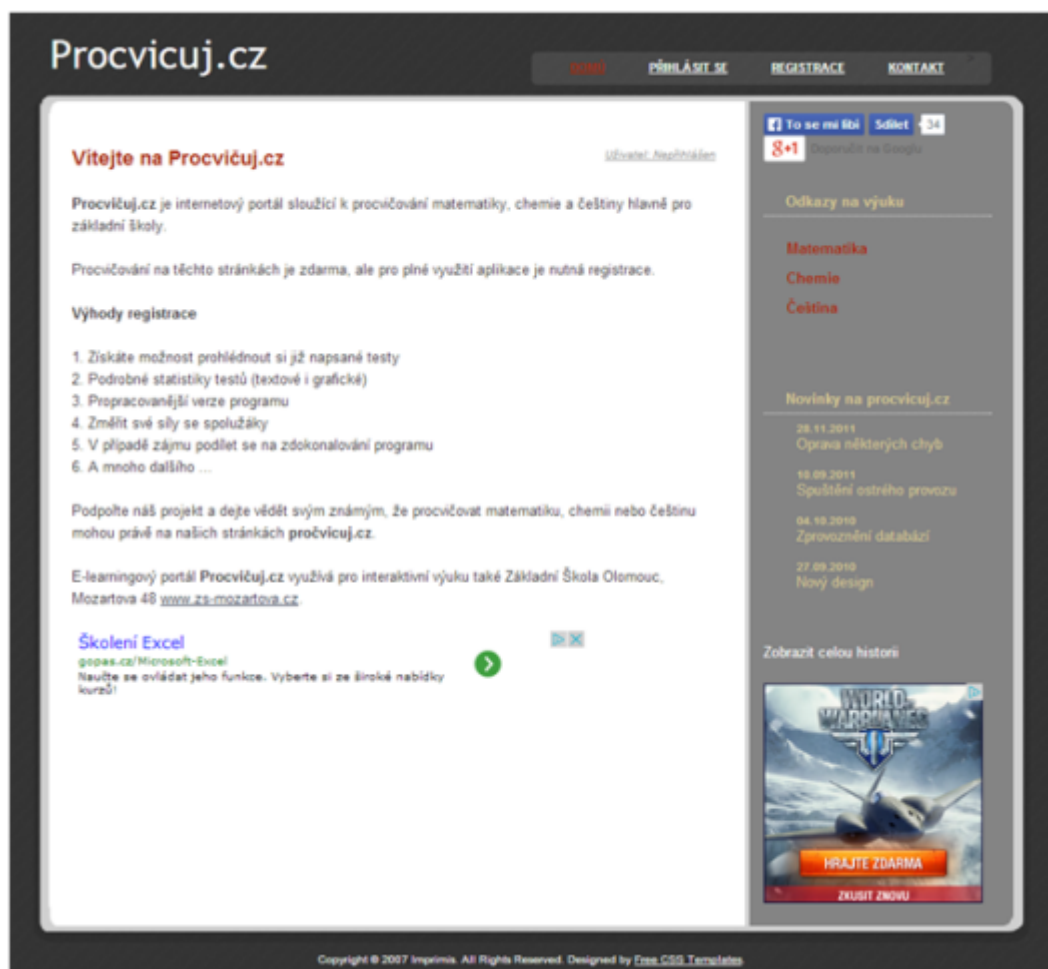 Procvicuj.cz
DOMŮ PŘIHLÁSIT SE REGISTRACE KONTAKT
Vítejte na Procvičuj.cz
Uživatel: Nepřihlášen
Procvičuj.cz je internetový portál sloužící k procvičování matematiky, chemie a češtiny hlavně pro
základní školy.
Procvičování na těchto stránkách je zdarma, ale pro plné využití aplikace je nutná registrace.
Výhody registrace
1. Získáte možnost prohlédnout si již napsané testy
2. Podrobné statistiky testů (textové i grafické)
3. Propracovanější verze programu
4. Změřit své síly se spolužáky
5. V případě zájmu podílet se na zdokonalování programu
6. A mnoho dalšího ...
Podpořte náš projekt a dejte vědět svým známým, že procvičovat matematiku, chemii nebo češtinu
mohou právě na našich stránkách pročvicuj.cz.
E-learningový portál Procvičuj.cz využívá pro interaktivní výuku také Základní Škola Olomouc,
Mozartova 48 www.zs-mozartova.cz.
Školení Excel
gopas.cz/Microsoft-Excel
Naučte se ovládat jeho funkce. Vyberte si ze široké nabídky
kurzů!
To se mi líbí Sdílet 34
g+1 Doporučit na Googlu
Odkazy na výuku
Matematika
Chemie
Čeština
Novinky na procvicuj.cz
28.11.2011
Oprava některých chyb
10.09.2011
Spuštění ostrého provozu
04.10.2010
Zprovoznění databází
27.09.2010
Nový design
Zobrazit celou historii
WORLD OF
WARPLANES
HRAJTE ZDARMA
ZKUSIT ZNOVU
Copyright © 2007 Imprimis. All Rights Reserved. Designed by Free CSS Templates.